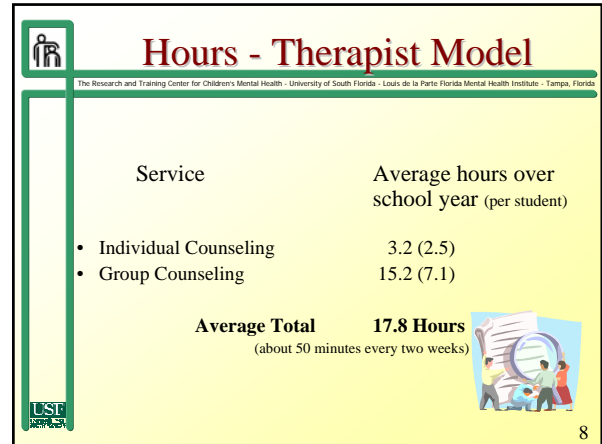 Hours - Therapist Model
The Research and Training Center for Children's Mental Health - University of South Florida - Louis de la Parte Florida Mental Health Institute - Tampa, Florida
Service Average hours over
school year (per student)
• Individual Counseling 3.2 (2.5)
• Group Counseling 15.2 (7.1)
Average Total 17.8 Hours
(about 50 minutes every two weeks)
USF
8